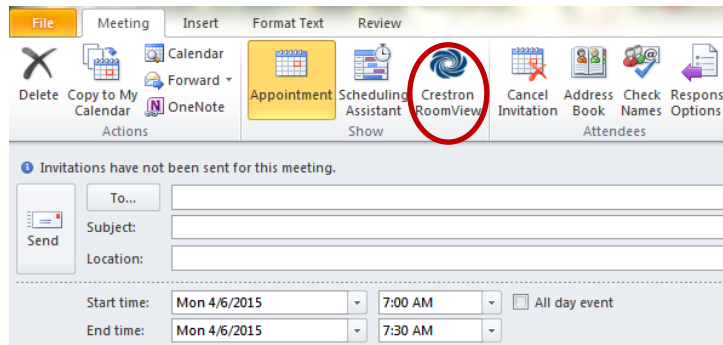 File Meeting Insert Format Text Review
Delete Copy to My Calendar Calendar Forward OneNote Appointment Scheduling Assistant Crestron RoomView Cancel Invitation Address Book Check Names Respons Options
Actions Show Attendees
Invitations have not been sent for this meeting.
Send
To...
Subject:
Location:
Start time: Mon 4/6/2015 7:00 AM All day event
End time: Mon 4/6/2015 7:30 AM